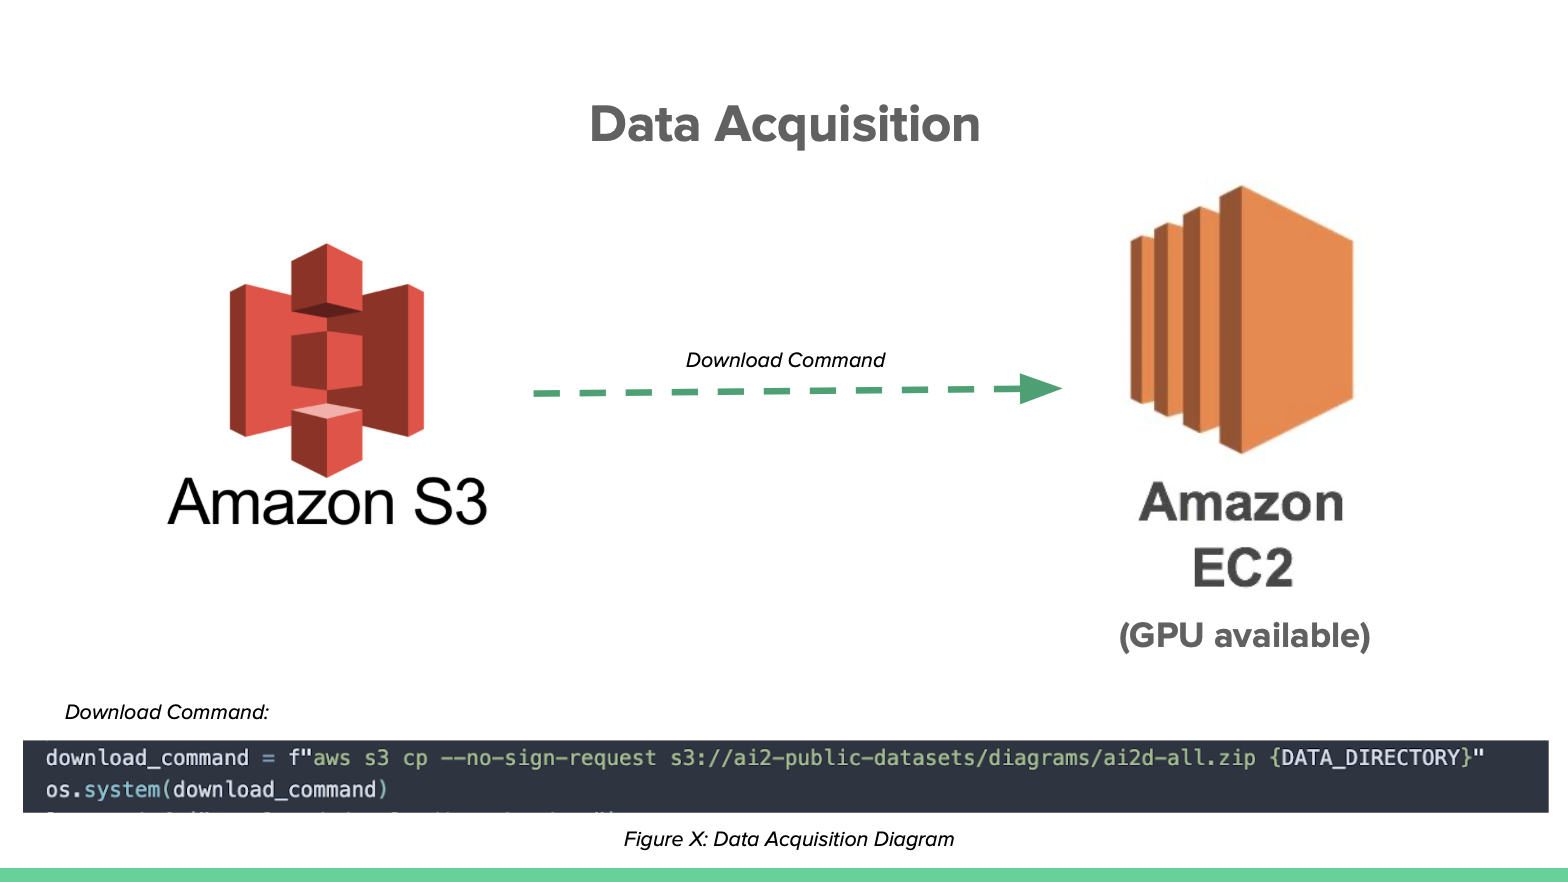 Data Acquisition
Download Command
Amazon S3
Amazon
EC2
(GPU available)
Download Command:
download_command = f"aws s3 cp --no-sign-request s3://ai2-public-datasets/diagrams/ai2d-all.zip {DATA_DIRECTORY}"
os.system(download_command)
Figure X: Data Acquisition Diagram